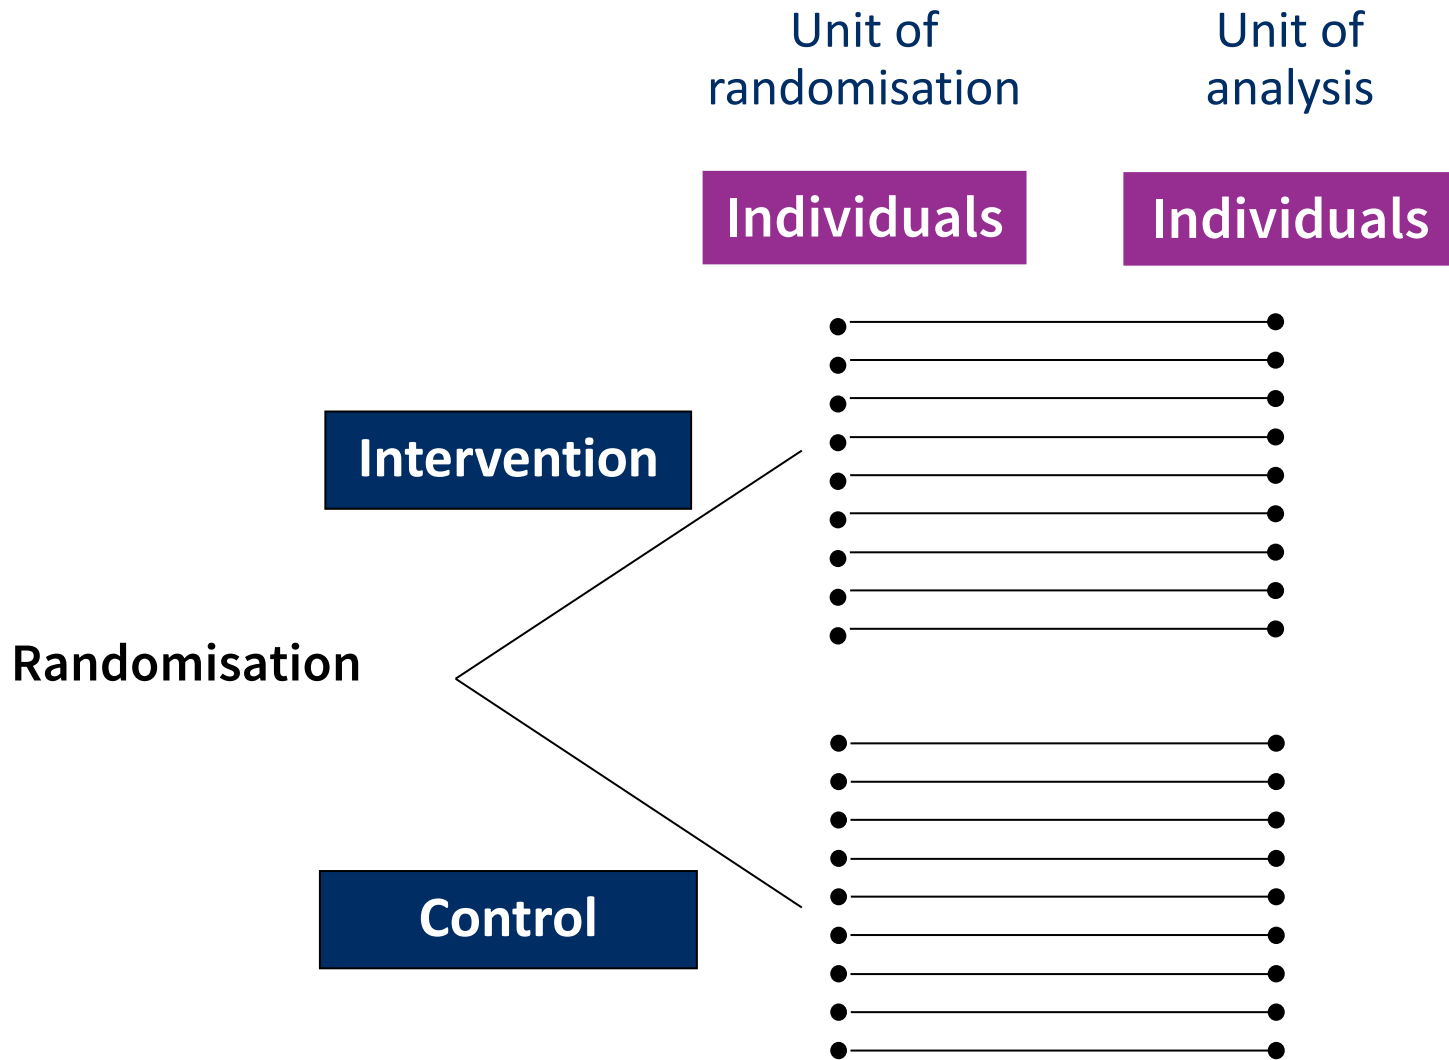 Unit of
randomisation
Unit of
analysis
Individuals
Individuals
Intervention
Randomisation
Control